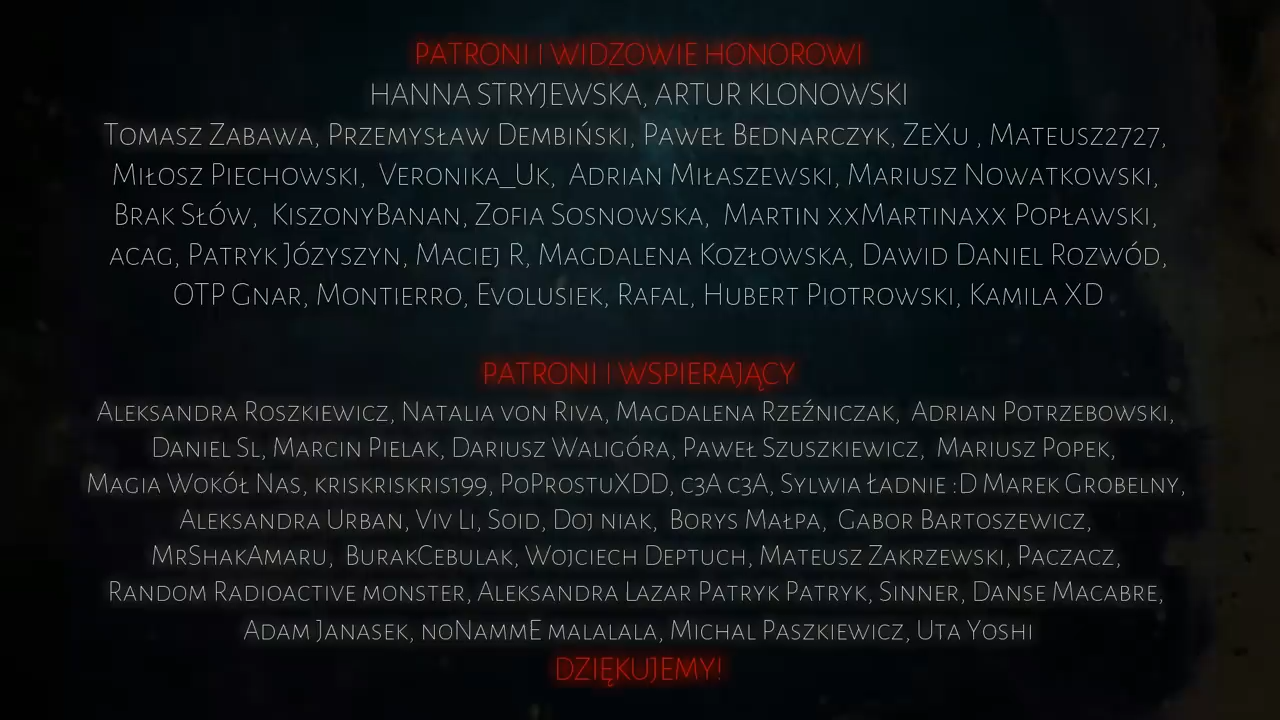 PATRONI I WIDZOWIE HONOROWI
HANNA STRYJEWSKA, ARTUR KLONOWSKI
Tomasz Zabawa, Przemysław Dembiński, Paweł Bednarczyk, ZeXu , Mateusz2727,
Miłosz Piechowski, Veronika_Uk, Adrian Miłaszewski, Mariusz Nowatkowski,
Brak Słów, KiszonyBanan, Zofia Sosnowska, Martin xxMartinaxx Popławski,
acag, Patryk Józyszyn, Maciej R, Magdalena Kozłowska, Dawid Daniel Rozwód,
OTP Gnar, Montierro, Evolusiek, Rafal, Hubert Piotrowski, Kamila XD
PATRONI I WSPIERAJĄCY
Aleksandra Roszkiewicz, Natalia von Riva, Magdalena Rzeźniczak, Adrian Potrzebowski,
Daniel Sl, Marcin Pielak, Dariusz Waligóra, Paweł Szuszkiewicz, Mariusz Popek,
Magia Wokół Nas, kriskriskris199, PoProstuXDD, c3A c3A, Sylwia Ładnie :D Marek Grobelny,
Aleksandra Urban, Viv Li, Soid, Doj niak, Borys Małpa, Gabor Bartoszewicz,
MrShakAmaru, BurakCebulak, Wojciech Deptuch, Mateusz Zakrzewski, Paczacz,
Random Radioactive monster, Aleksandra Lazar Patryk Patryk, Sinner, Danse Macabre,
Adam Janasek, noNammE malalala, Michal Paszkiewicz, Uta Yoshi
DZIĘKUJEMY!